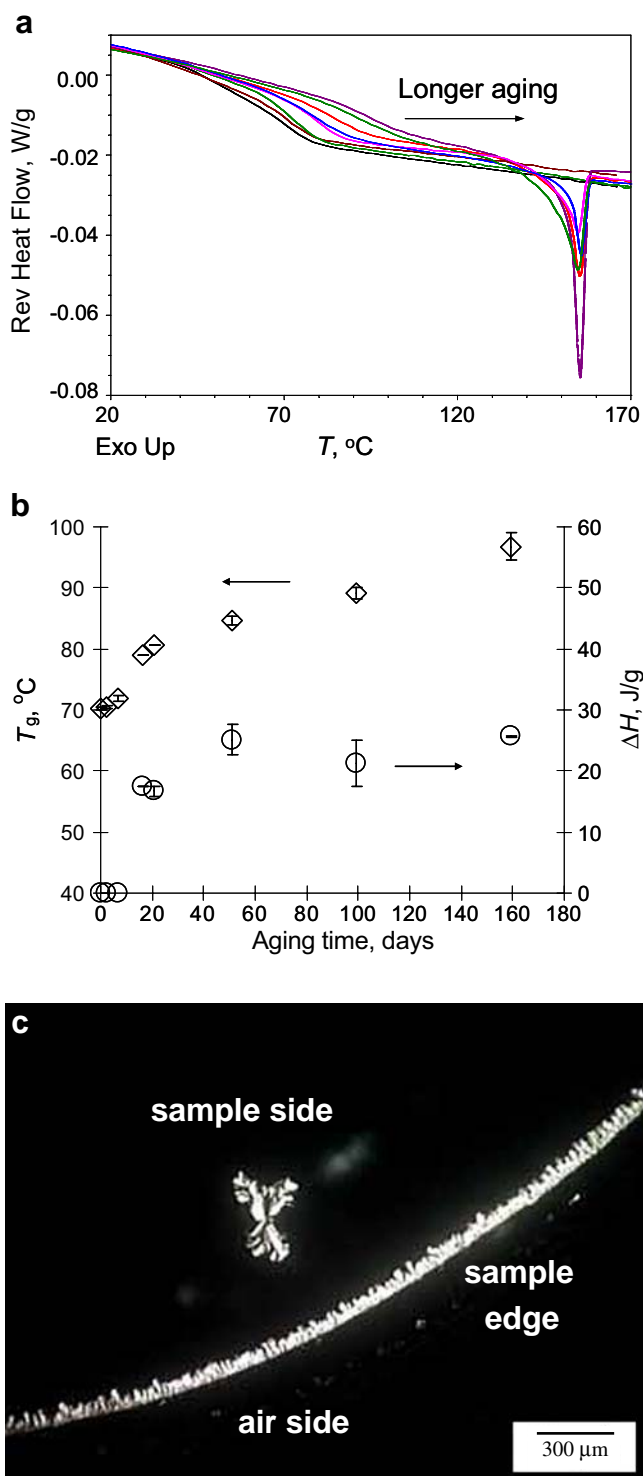 a
Longer aging
Rev Heat Flow, W/g
0.00
-0.02
-0.04
-0.06
-0.08
20 70 120 170
Exo Up T, °C
b
T_g, °C
100
90
80
70
60
50
40
60
50
40
30
20
10
0
ΔH, J/g
0 20 40 60 80 100 120 140 160 180
Aging time, days
c
sample side
sample
edge
air side
300 µm